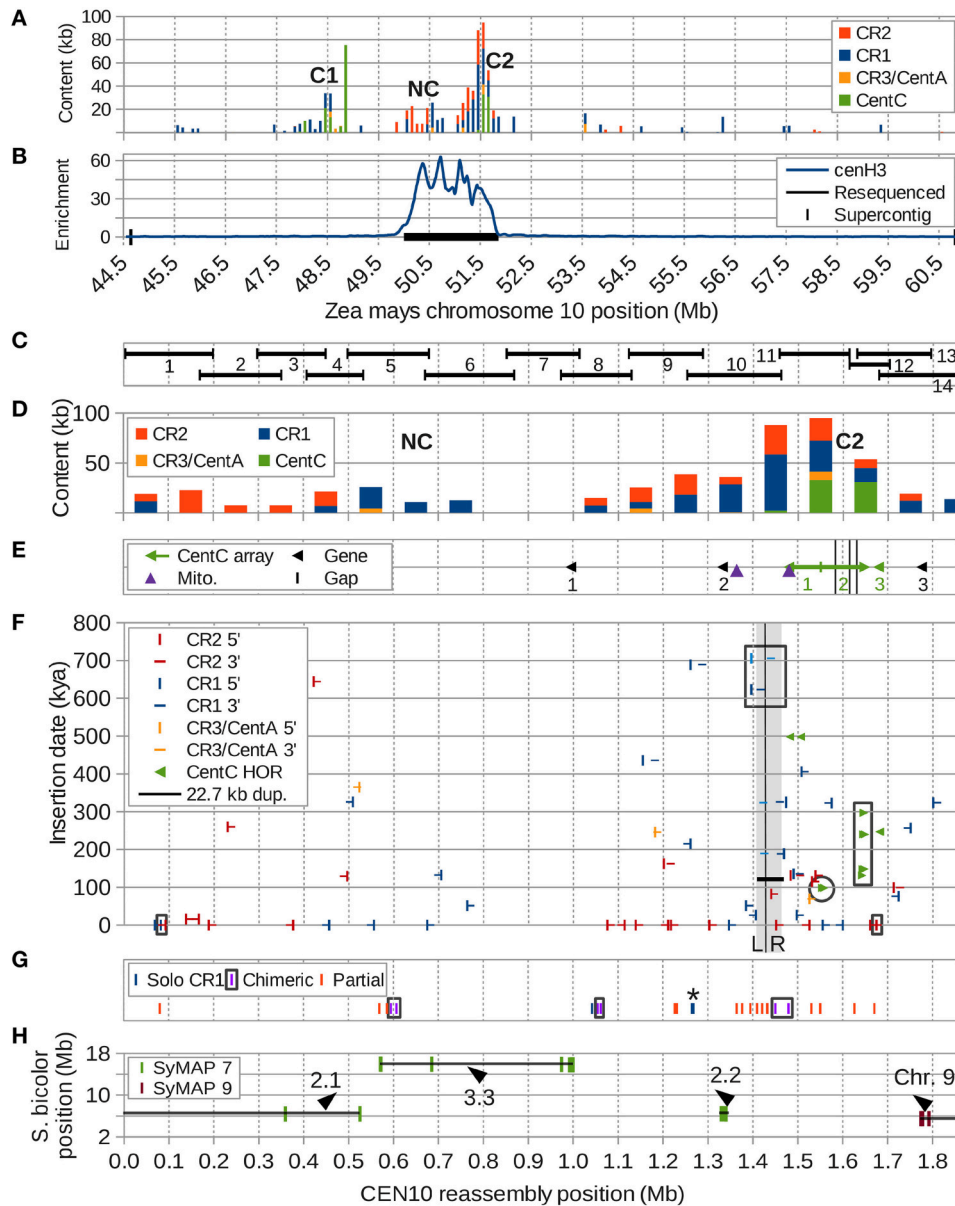 A
Content (kb)
100
80
60
40
20
0
C1
NC
C2
CR2
CR1
CR3/CentA
CentC
B
Enrichment
60
30
0
cenH3
Resequenced
Supercontig
44.5
45.5
46.5
47.5
48.5
49.5
50.5
51.5
52.5
53.5
54.5
55.5
56.5
57.5
58.5
59.5
60.5
Zea mays chromosome 10 position (Mb)
C
1
2
3
4
5
6
7
8
9
10
11
12
13
14
D
Content (kb)
100
50
CR2
CR1
CR3/CentA
CentC
NC
C2
E
CentC array
Gene
Mito.
Gap
1
2
1
2
3
3
F
Insertion date (kya)
800
700
600
500
400
300
200
100
0
CR2 5'
CR2 3'
CR1 5'
CR1 3'
CR3/CentA 5'
CR3/CentA 3'
CentC HOR
22.7 kb dup.
L
R
G
Solo CR1
Chimeric
Partial
*
H
S. bicolor
position (Mb)
18
10
2
SyMAP 7
SyMAP 9
2.1
3.3
2.2
Chr. 9
0.0
0.1
0.2
0.3
0.4
0.5
0.6
0.7
0.8
0.9
1.0
1.1
1.2
1.3
1.4
1.5
1.6
1.7
1.8
CEN10 reassembly position (Mb)